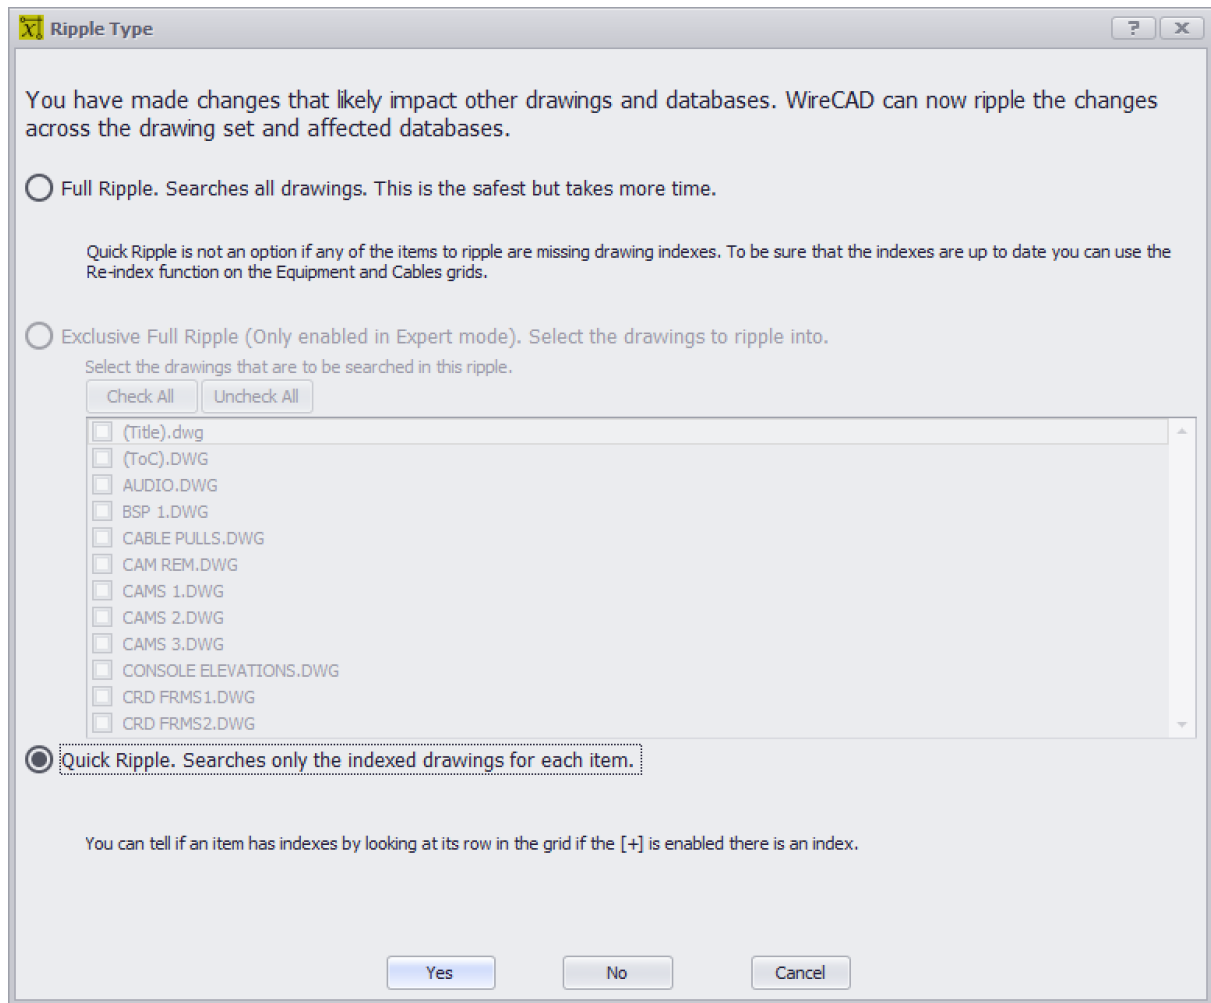 Ripple Type
You have made changes that likely impact other drawings and databases. WireCAD can now ripple the changes
across the drawing set and affected databases.
Full Ripple. Searches all drawings. This is the safest but takes more time.
Quick Ripple is not an option if any of the items to ripple are missing drawing indexes. To be sure that the indexes are up to date you can use the
Re-index function on the Equipment and Cables grids.
Exclusive Full Ripple (Only enabled in Expert mode). Select the drawings to ripple into.
Select the drawings that are to be searched in this ripple.
Check All Uncheck All
(Title).dwg
(ToC).DWG
AUDIO.DWG
BSP 1.DWG
CABLE PULLS.DWG
CAM REM.DWG
CAMS 1.DWG
CAMS 2.DWG
CAMS 3.DWG
CONSOLE ELEVATIONS.DWG
CRD FRMS1.DWG
CRD FRMS2.DWG
Quick Ripple. Searches only the indexed drawings for each item.
You can tell if an item has indexes by looking at its row in the grid if the [+] is enabled there is an index.
Yes No Cancel